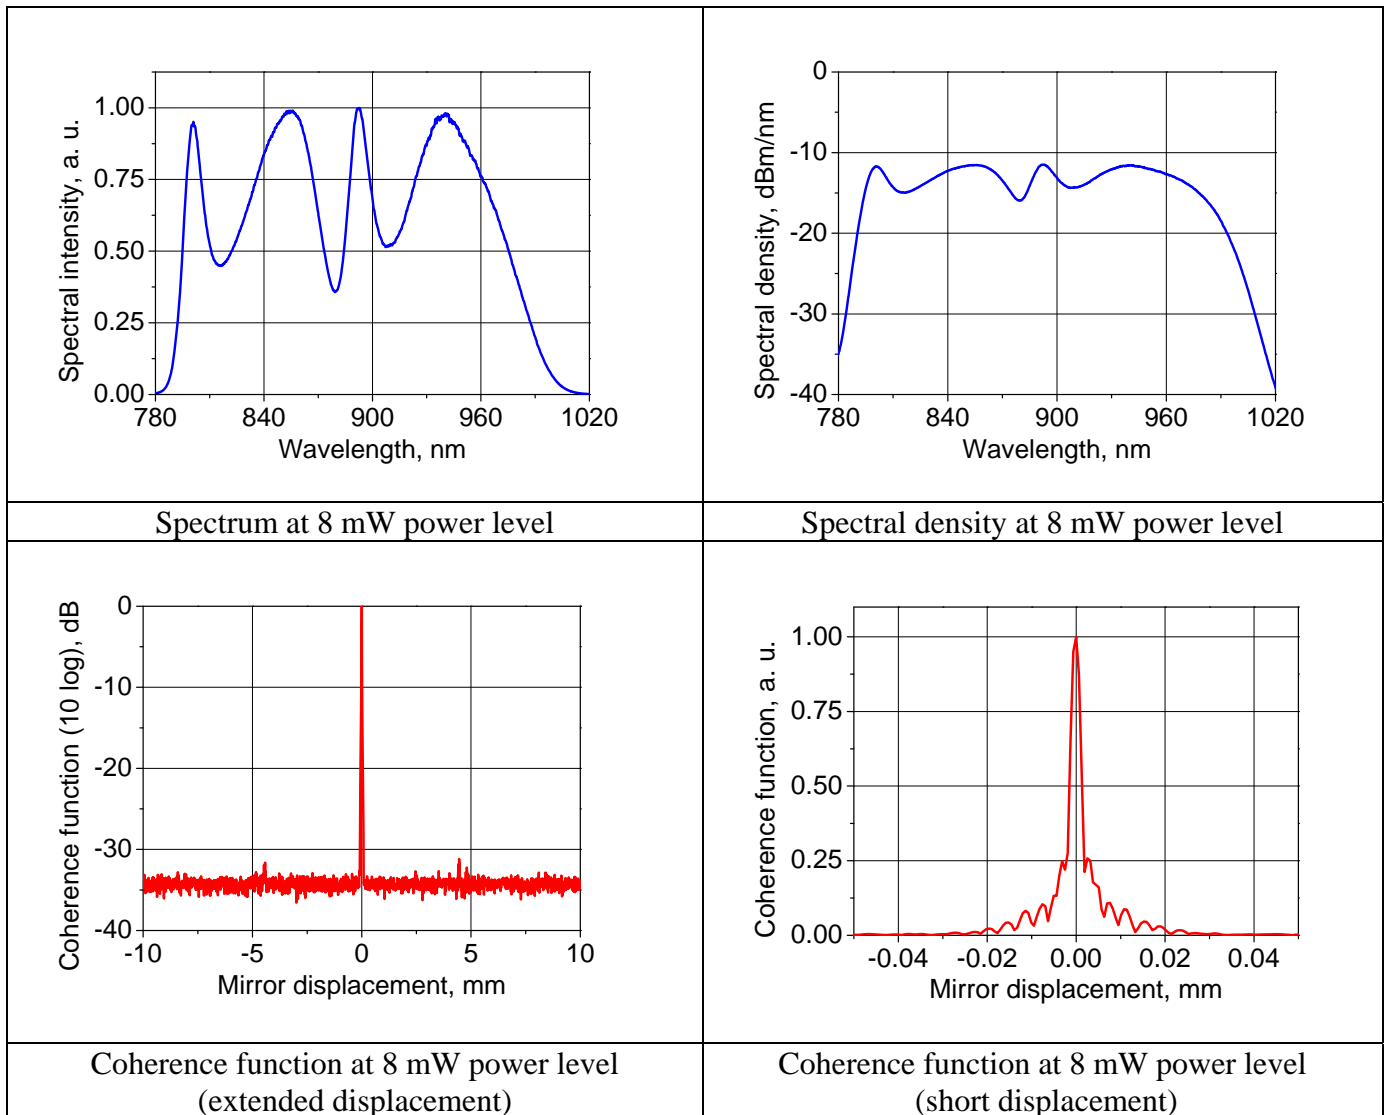 Spectral intensity, a. u.
1.00
0.75
0.50
0.25
0.00
780 840 900 960 1020
Wavelength, nm
Spectrum at 8 mW power level
Spectral density, dBm/nm
0
-10
-20
-30
-40
780 840 900 960 1020
Wavelength, nm
Spectral density at 8 mW power level
Coherence function (10 log), dB
0
-10
-20
-30
-40
-10 -5 0 5 10
Mirror displacement, mm
Coherence function at 8 mW power level
(extended displacement)
Coherence function, a. u.
1.00
0.75
0.50
0.25
0.00
-0.04 -0.02 0.00 0.02 0.04
Mirror displacement, mm
Coherence function at 8 mW power level
(short displacement)